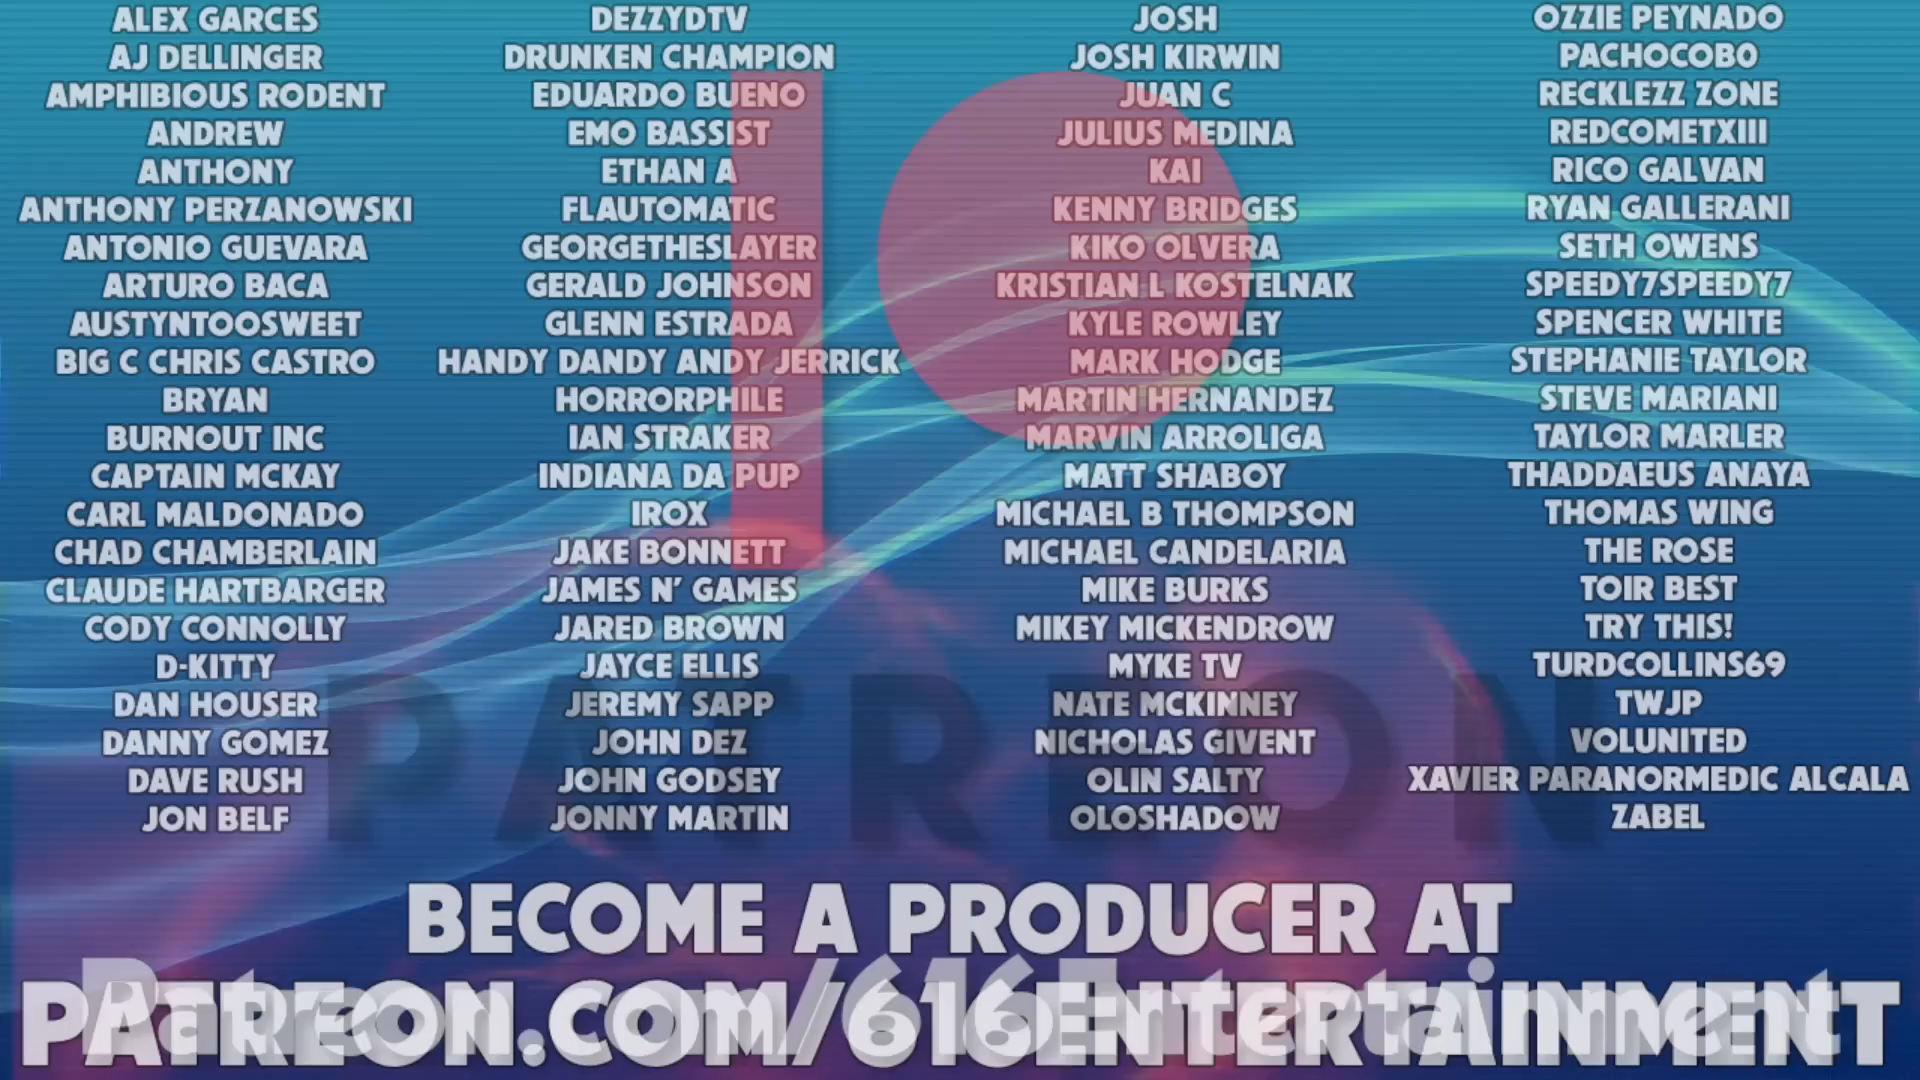 ALEX GARCES
AJ DELLINGER
AMPHIBIOUS RODENT
ANDREW
ANTHONY
ANTHONY PERZANOWSKI
ANTONIO GUEVARA
ARTURO BACA
AUSTYNTOOSWEET
BIG C CHRIS CASTRO
BRYAN
BURNOUT INC
CAPTAIN MCKAY
CARL MALDONADO
CHAD CHAMBERLAIN
CLAUDE HARTBARGER
CODY CONNOLLY
D-KITTY
DAN HOUSER
DANNY GOMEZ
DAVE RUSH
JON BELF
DEZZYDTV
DRUNKEN CHAMPION
EDUARDO BUENO
EMO BASSIST
ETHAN A
FLAUTOMATIC
GEORGETHESLAYER
GERALD JOHNSON
GLENN ESTRADA
HANDY DANDY ANDY JERRICK
HORRORPHILE
IAN STRAKER
INDIANA DA PUP
IROX
JAKE BONNETT
JAMES N' GAMES
JARED BROWN
JAYCE ELLIS
JEREMY SAPP
JOHN DEZ
JOHN GODSEY
JONNY MARTIN
JOSH
JOSH KIRWIN
JUAN C
JULIUS MEDINA
KAI
KENNY BRIDGES
KIKO OLVERA
KRISTIAN L KOSTELNAK
KYLE ROWLEY
MARK HODGE
MARTIN HERNANDEZ
MARVIN ARROLIGA
MATT SHABOY
MICHAEL B THOMPSON
MICHAEL CANDELARIA
MIKE BURKS
MIKEY MICKENDROW
MYKE TV
NATE MCKINNEY
NICHOLAS GIVENT
OLIN SALTY
OLOSHADOW
OZZIE PEYNADO
PACHOCOBO
RECKLEZZ ZONE
REDCOMETXIII
RICO GALVAN
RYAN GALLERANI
SETH OWENS
SPEEDY7SPEEDY7
SPENCER WHITE
STEPHANIE TAYLOR
STEVE MARIANI
TAYLOR MARLER
THADDAEUS ANAYA
THOMAS WING
THE ROSE
TOIR BEST
TRY THIS!
TURDCOLLINS69
TWJP
VOLUNITED
XAVIER PARANORMEDIC ALCALA
ZABEL
PATREON
BECOME A PRODUCER AT
PATREON.COM/616ENTERTAINMENT
Patreon.com/616Entertainment